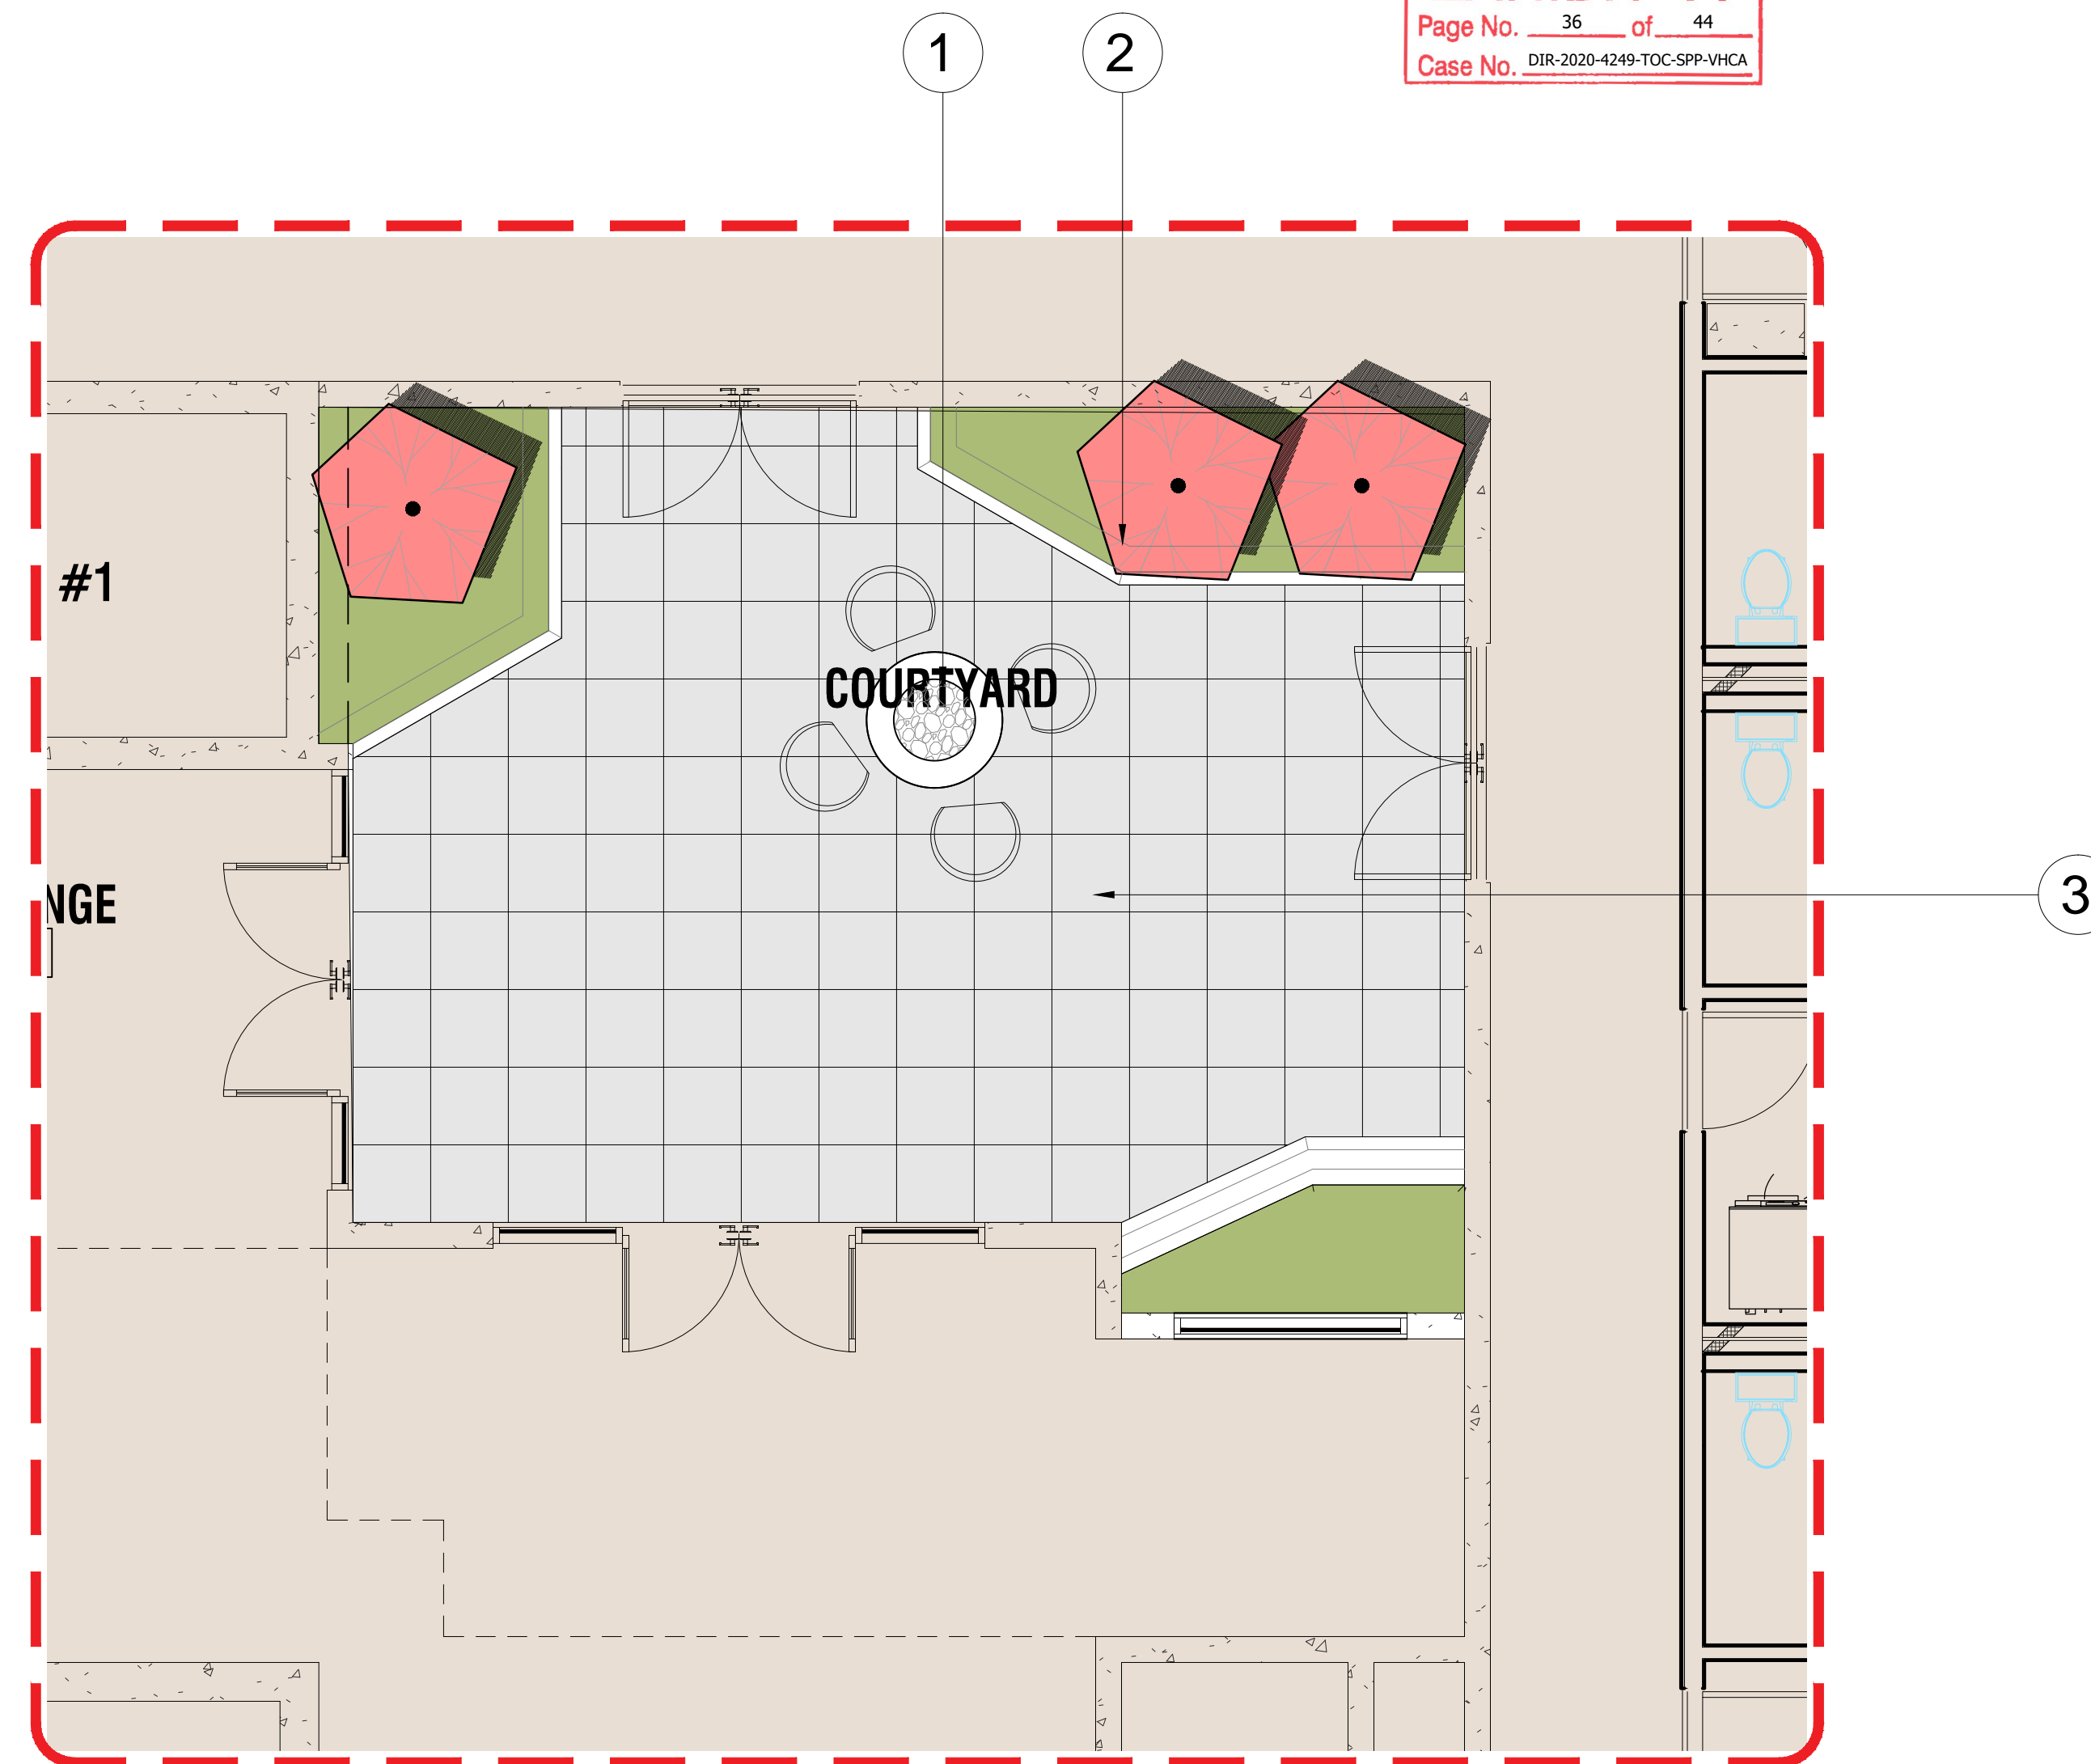 1
2
Page No. 36 of 44
Case No. DIR-2020-4249-TOC-SPP-VHCA
#1
COURTYARD
NGE
3